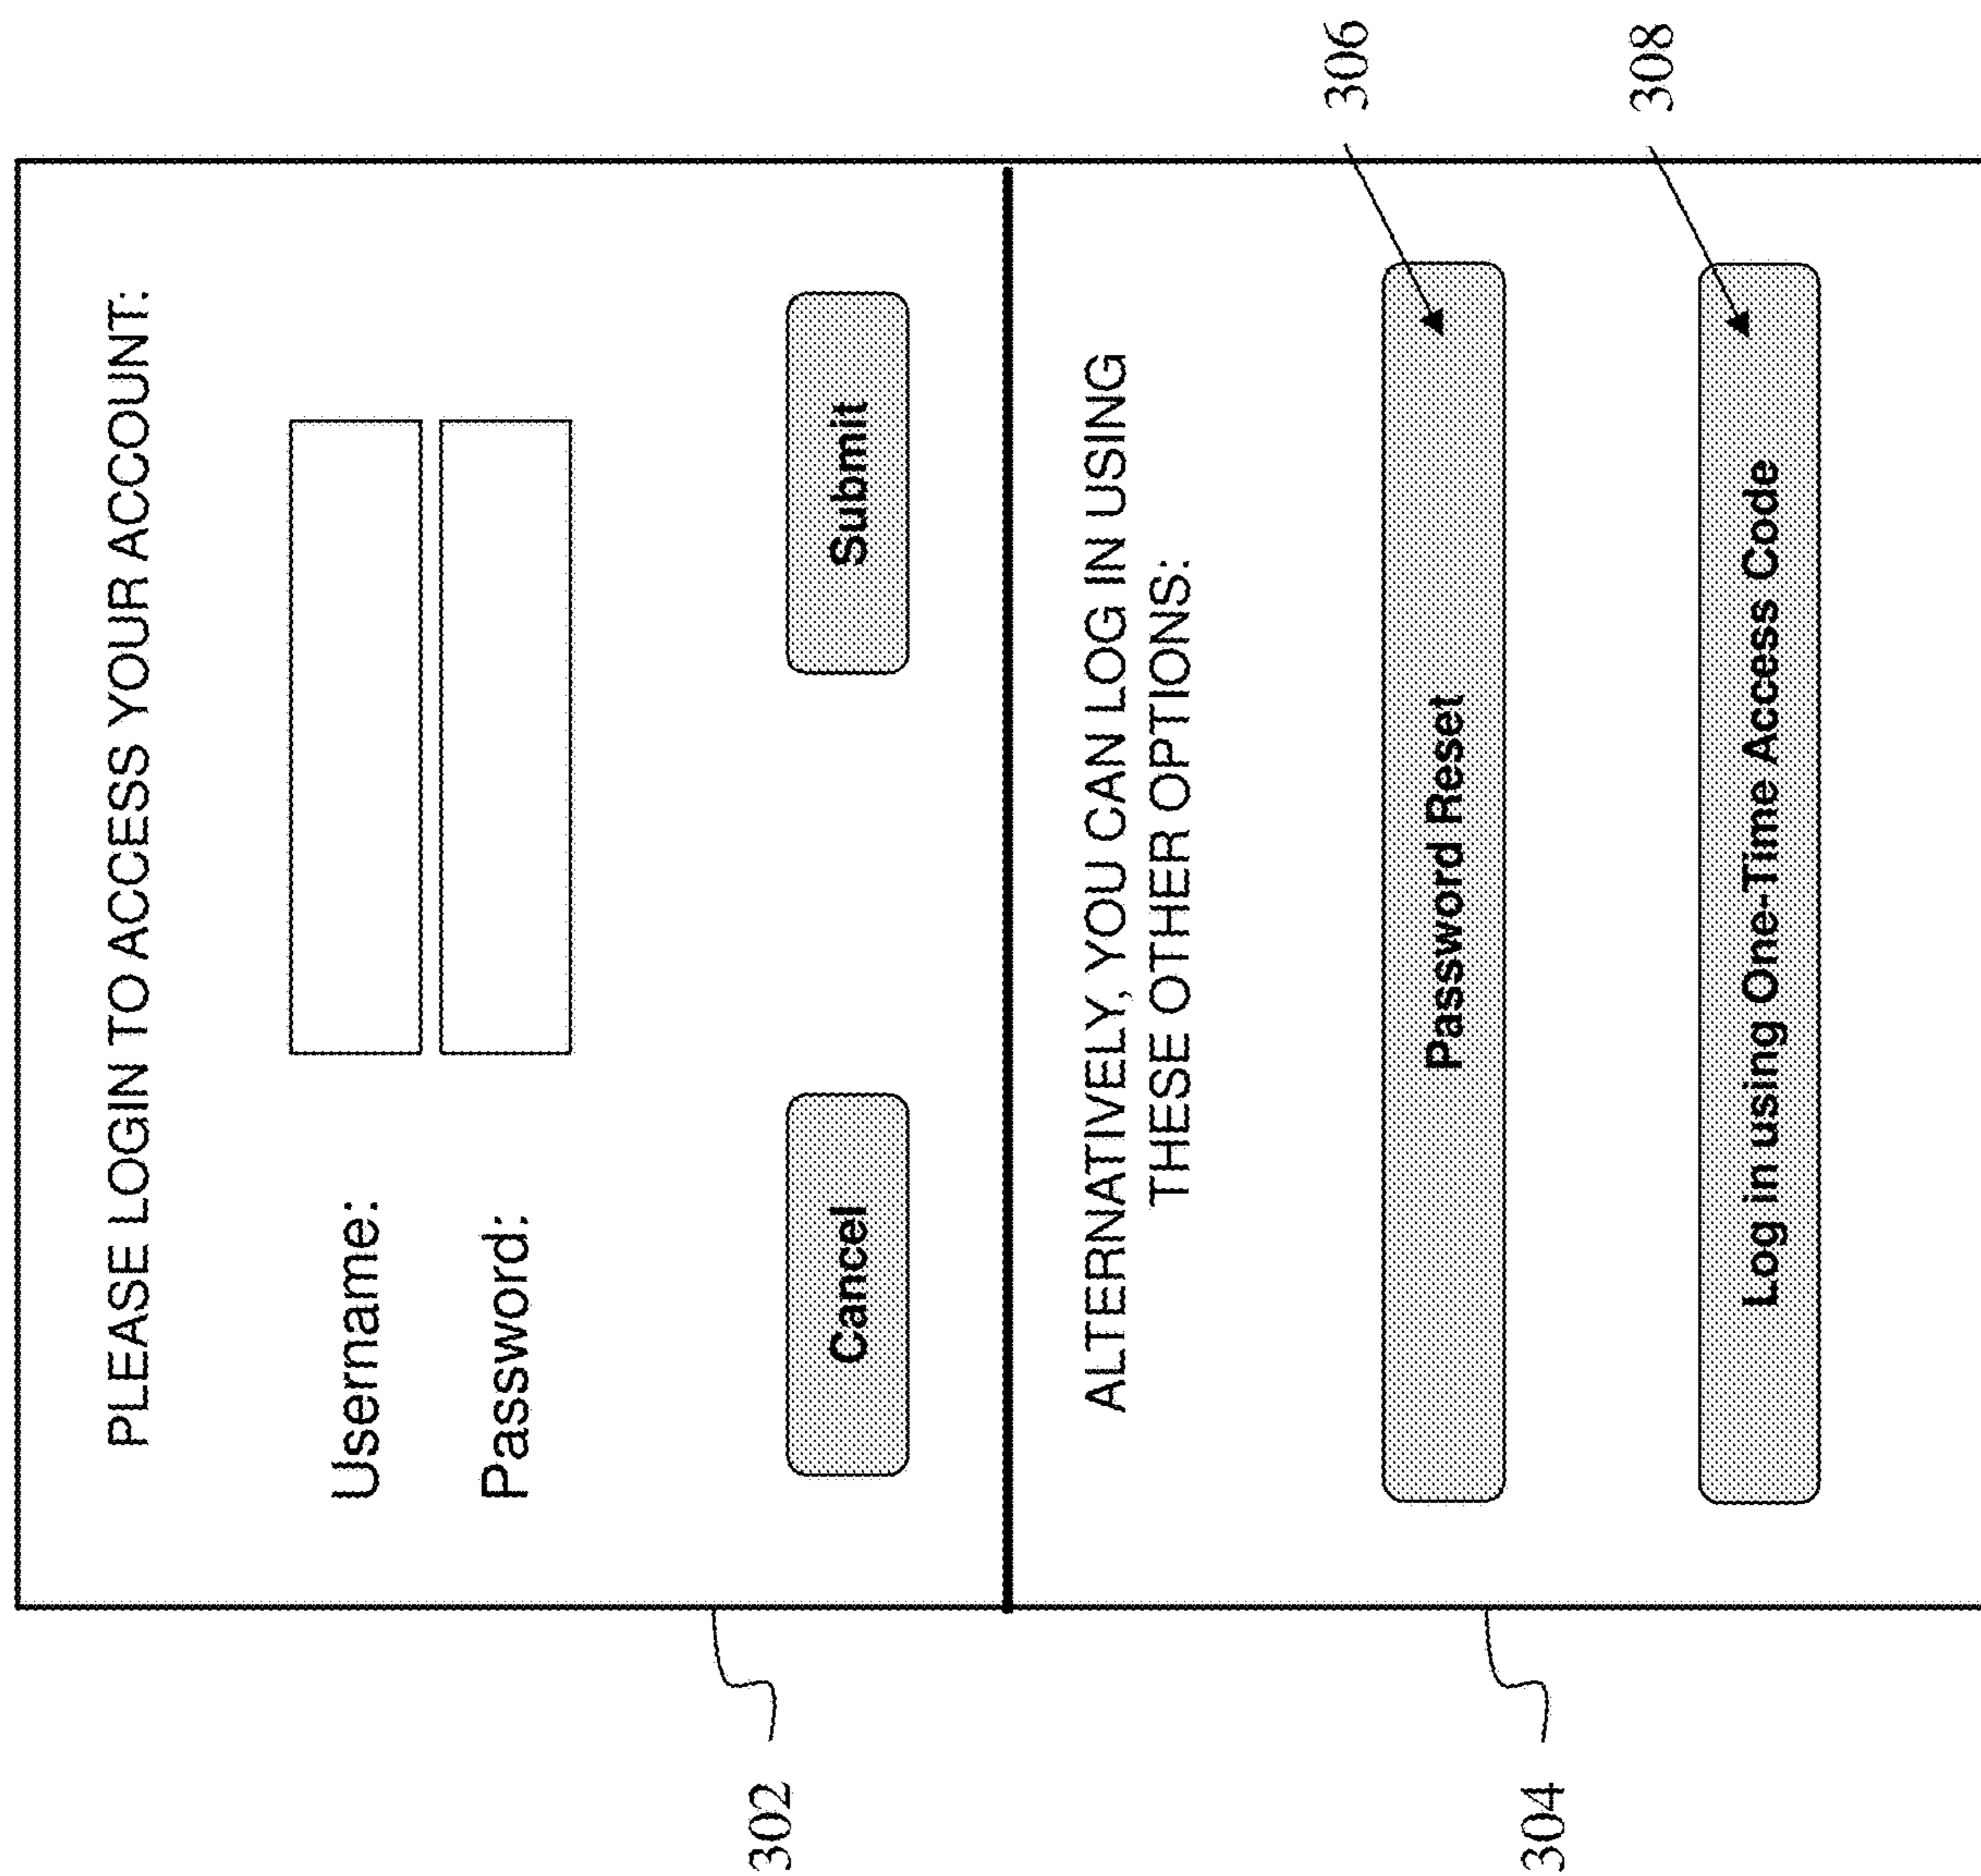 PLEASE LOGIN TO ACCESS YOUR ACCOUNT:
Username:
Password:
Cancel
Submit
302
ALTERNATIVELY, YOU CAN LOG IN USING
THESE OTHER OPTIONS:
306
Password Reset
304
308
Log in using One-Time Access Code